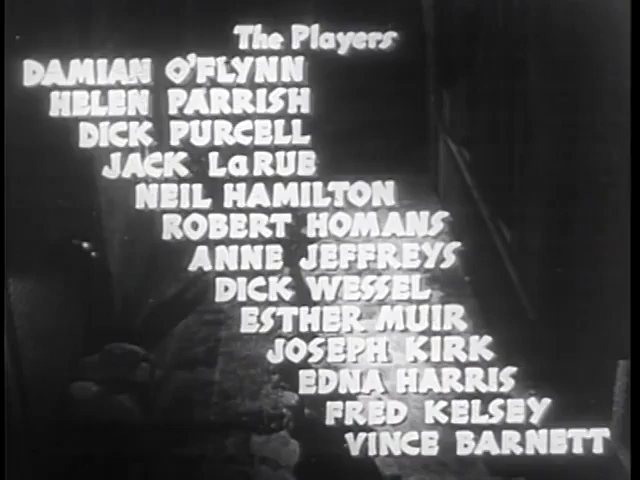 The Players
DAMIAN O'FLYNN
HELEN PARRISH
DICK PURCELL
JACK LaRUE
NEIL HAMILTON
ROBERT HOMANS
ANNE JEFFREYS
DICK WESSEL
ESTHER MUIR
JOSEPH KIRK
EDNA HARRIS
FRED KELSEY
VINCE BARNETT